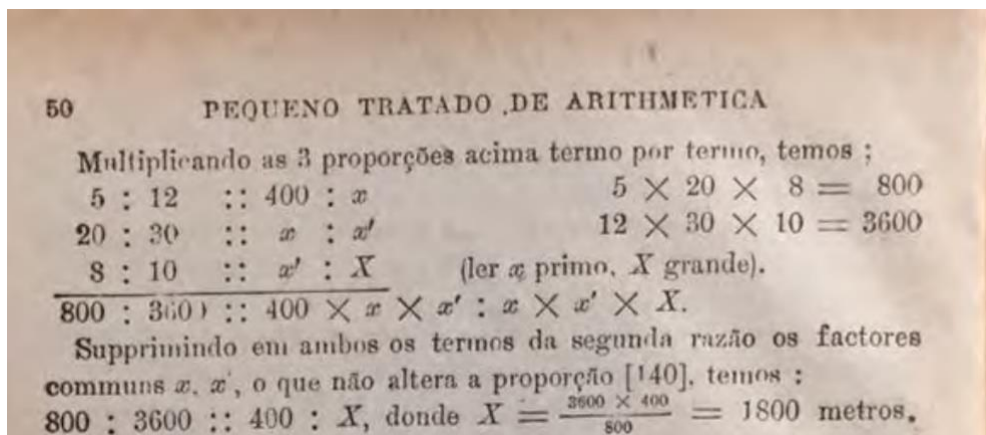 50 PEQUENO TRATADO DE ARITHMETICA
Multiplicando as 3 proporções acima termo por termo, temos :
5 : 12 :: 400 : x 5 × 20 × 8 = 800
20 : 30 :: x : x' 12 × 30 × 10 = 3600
8 : 10 :: x' : X (ler x primo, X grande).
800 : 3600 :: 400 × x × x' : x × x' × X.
Supprimindo em ambos os termos da segunda razão os factores
communs x, x', o que não altera a proporção [140], temos :
800 : 3600 :: 400 : X, donde X = 3600 × 400 / 800 = 1800 metros.